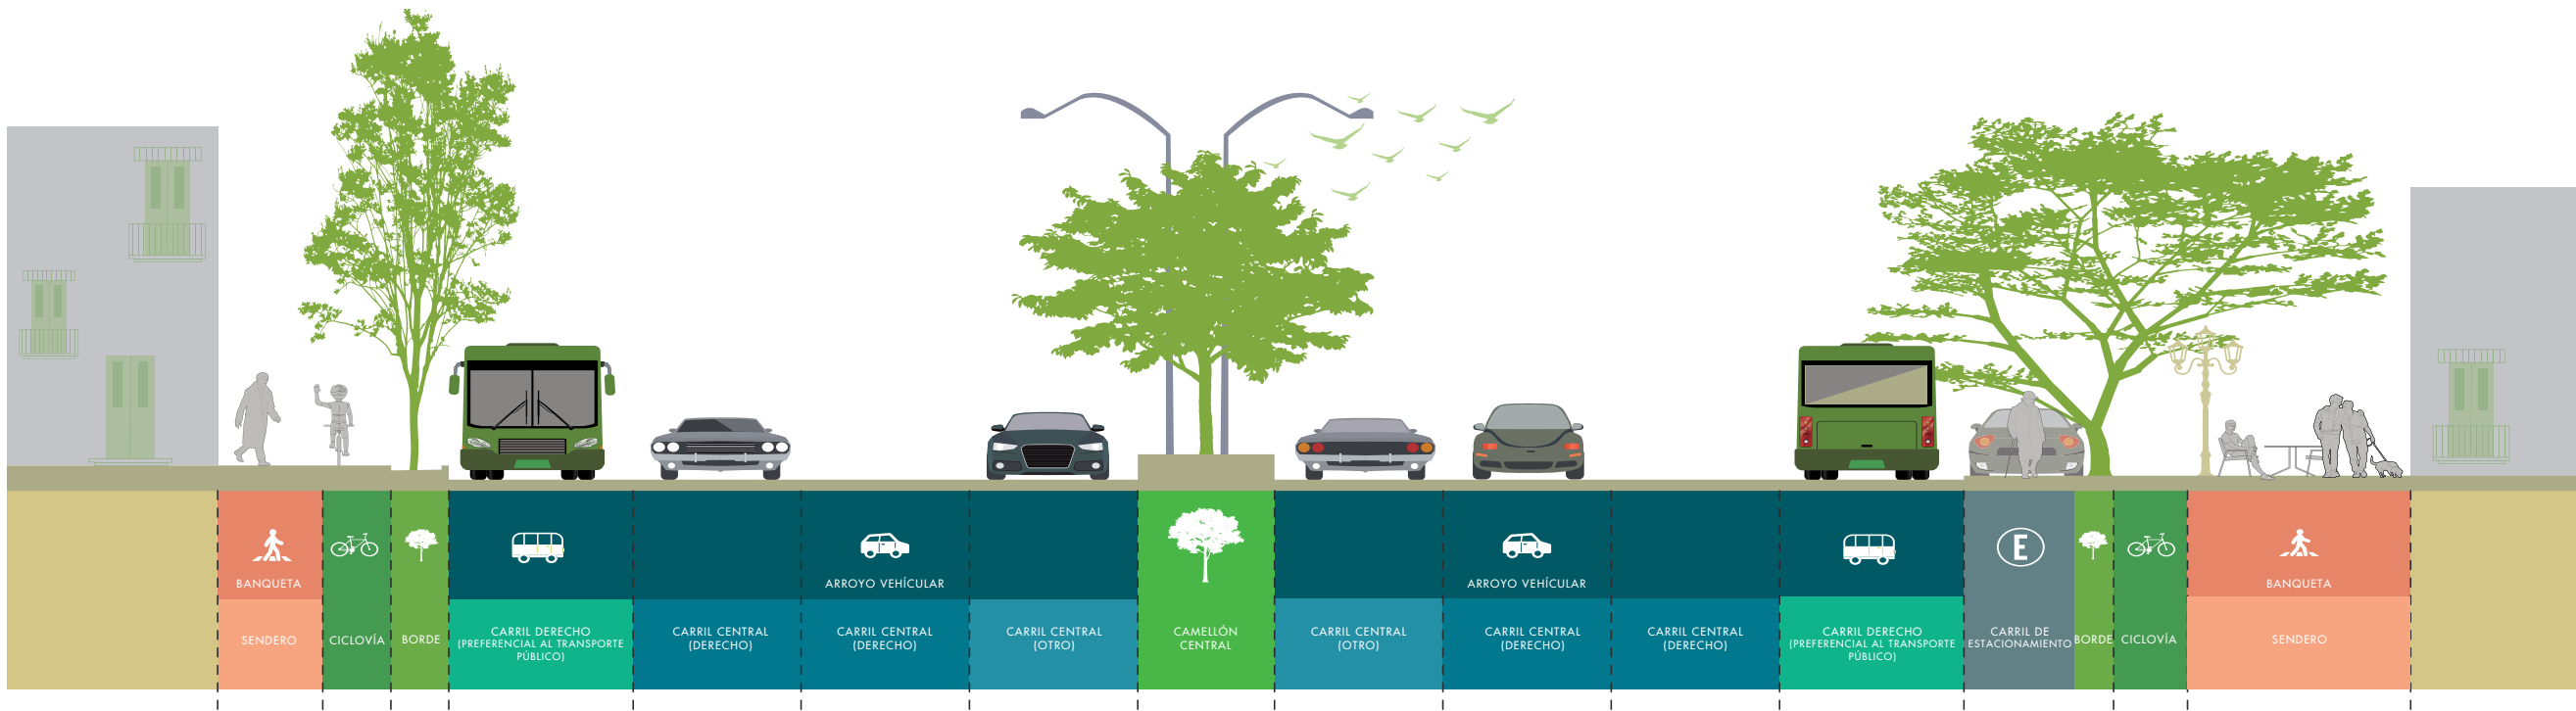 BANQUETA
SENDERO
CICLOVÍA
BORDE
CARRIL DERECHO
(PREFERENCIAL AL TRANSPORTE
PÚBLICO)
CARRIL CENTRAL
(DERECHO)
ARROYO VEHÍCULAR
CARRIL CENTRAL
(DERECHO)
CARRIL CENTRAL
(OTRO)
CAMELLÓN
CENTRAL
CARRIL CENTRAL
(OTRO)
ARROYO VEHÍCULAR
CARRIL CENTRAL
(DERECHO)
CARRIL CENTRAL
(DERECHO)
CARRIL DERECHO
(PREFERENCIAL AL TRANSPORTE
PÚBLICO)
E
CARRIL DE
ESTACIONAMIENTO
BORDE
CICLOVÍA
BANQUETA
SENDERO